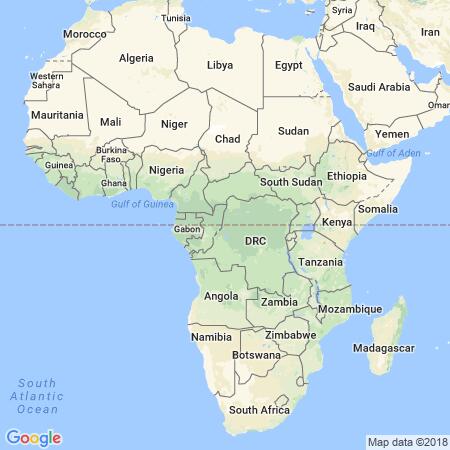 Tunisia
Morocco
Syria
Iraq
Iran
Algeria
Libya
Egypt
Western
Sahara
Saudi Arabia
Omar
Mauritania
Mali
Niger
Chad
Sudan
Yemen
Gulf of Aden
Burkina
Faso
Guinea
Ghana
Nigeria
Ethiopia
South Sudan
Gulf of Guinea
Somalia
Gabon
Kenya
DRC
Tanzania
Angola
Zambia
Mozambique
Namibia
Zimbabwe
Botswana
Madagascar
South
Atlantic
Ocean
South Africa
Google
Map data ©2018